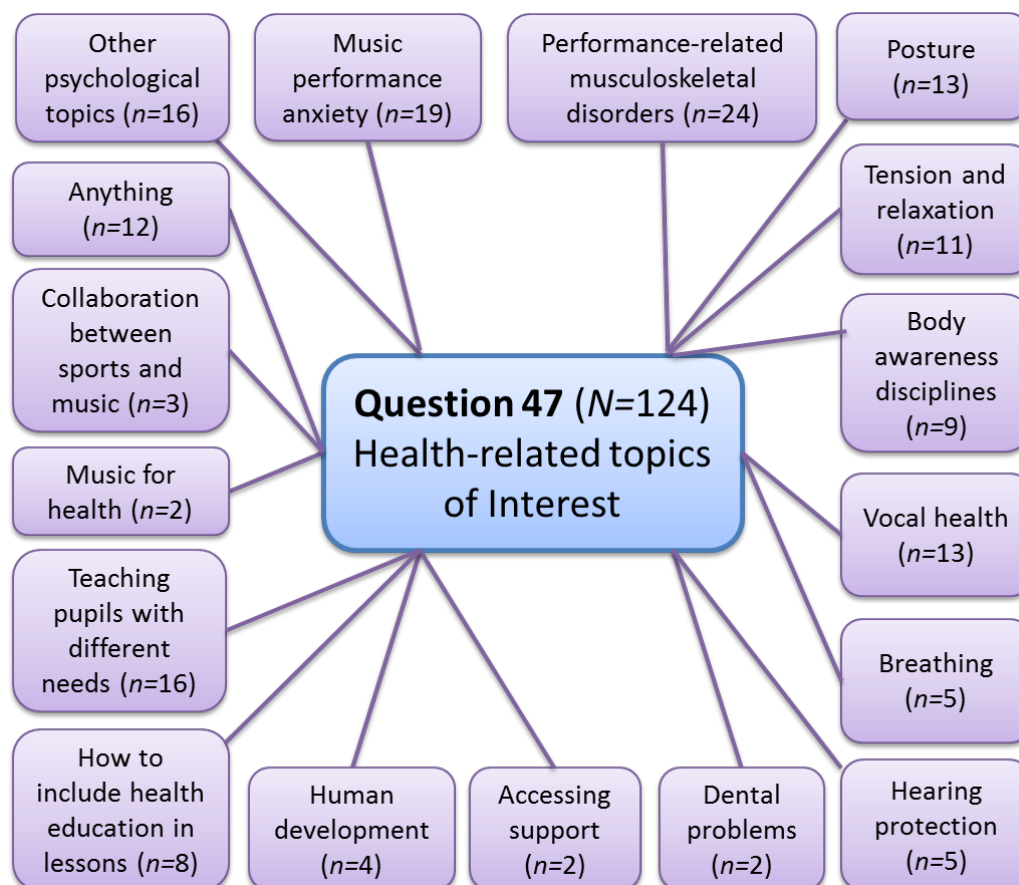 Other
psychological
topics (n=16)
Music
performance
anxiety (n=19)
Performance-related
musculoskeletal
disorders (n=24)
Posture
(n=13)
Anything
(n=12)
Tension and
relaxation
(n=11)
Collaboration
between
sports and
music (n=3)
Body
awareness
disciplines
(n=9)
Question 47 (N=124)
Health-related topics
of Interest
Music for
health (n=2)
Vocal health
(n=13)
Teaching
pupils with
different
needs (n=16)
Breathing
(n=5)
How to
include health
education in
lessons (n=8)
Human
development
(n=4)
Accessing
support
(n=2)
Dental
problems
(n=2)
Hearing
protection
(n=5)